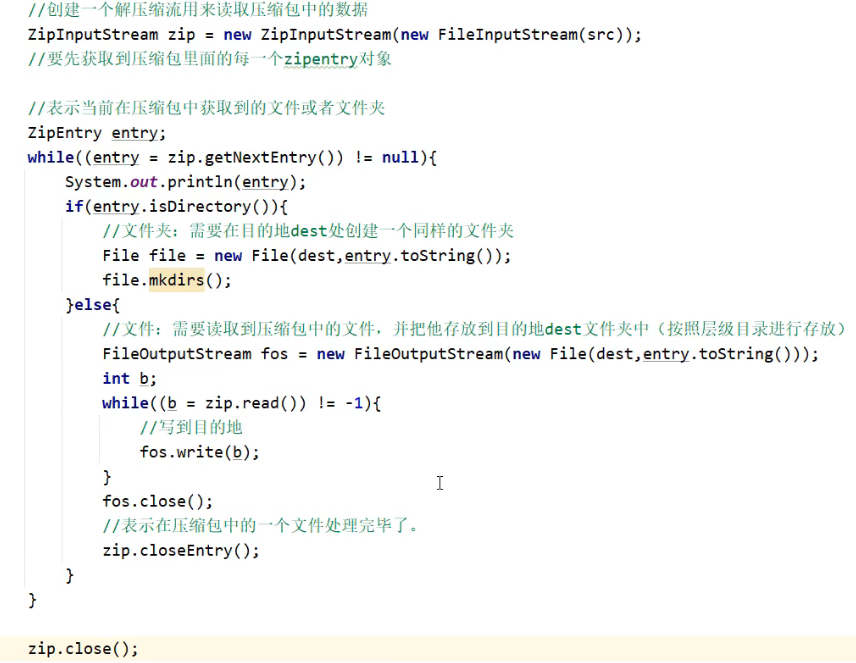 //创建一个解压缩流用来读取压缩包中的数据
ZipInputStream zip = new ZipInputStream(new FileInputStream(src));
//要先获取到压缩包里面的每一个zipentry对象
//表示当前在压缩包中获取到的文件或者文件夹
ZipEntry entry;
while((entry = zip.getNextEntry()) != null){
System.out.println(entry);
if(entry.isDirectory()){
//文件夹：需要在目的地dest处创建一个同样的文件夹
File file = new File(dest,entry.toString());
file.mkdirs();
}else{
//文件：需要读取到压缩包中的文件，并把他存放到目的地dest文件夹中（按照层级目录进行存放）
FileOutputStream fos = new FileOutputStream(new File(dest,entry.toString()));
int b;
while((b = zip.read()) != -1){
//写到目的地
fos.write(b);
}
fos.close();
//表示在压缩包中的一个文件处理完毕了。
zip.closeEntry();
}
}
zip.close();